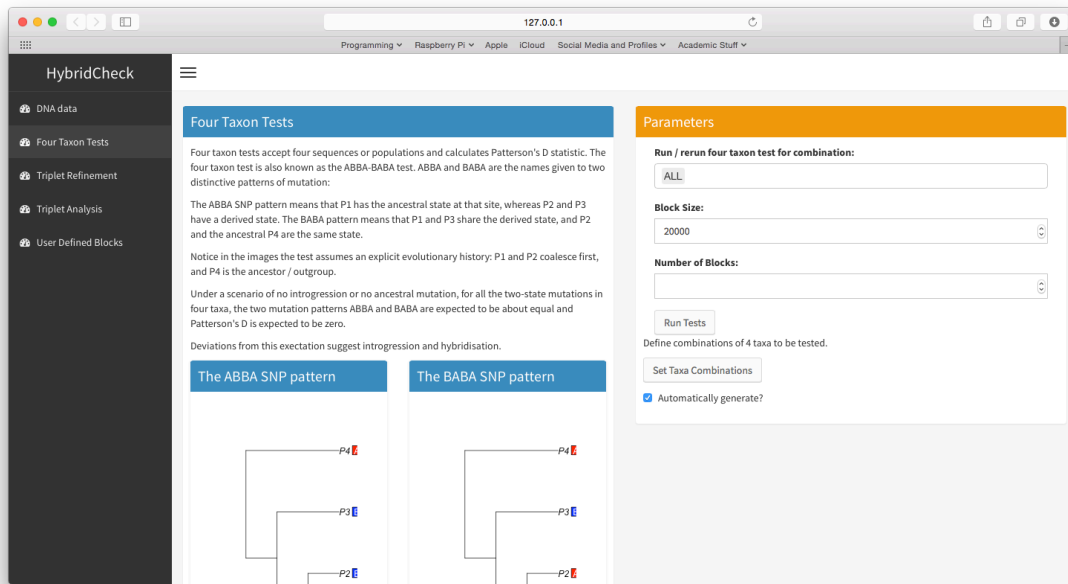 127.0.0.1
Programming Raspberry Pi Apple iCloud Social Media and Profiles Academic Stuff
HybridCheck
DNA data
Four Taxon Tests
Triplet Refinement
Triplet Analysis
User Defined Blocks
Four Taxon Tests
Four taxon tests accept four sequences or populations and calculates Patterson's D statistic. The
four taxon test is also known as the ABBA-BABA test. ABBA and BABA are the names given to two
distinctive patterns of mutation:
The ABBA SNP pattern means that P1 has the ancestral state at that site, whereas P2 and P3
have a derived state. The BABA pattern means that P1 and P3 share the derived state, and P2
and the ancestral P4 are the same state.
Notice in the images the test assumes an explicit evolutionary history: P1 and P2 coalesce first,
and P4 is the ancestor / outgroup.
Under a scenario of no introgression or no ancestral mutation, for all the two-state mutations in
four taxa, the two mutation patterns ABBA and BABA are expected to be about equal and
Patterson's D is expected to be zero.
Deviations from this exectation suggest introgression and hybridisation.
The ABBA SNP pattern
P4 A
P3 B
P2 B
The BABA SNP pattern
P4 A
P3 B
P2 A
Parameters
Run / rerun four taxon test for combination:
ALL
Block Size:
20000
Number of Blocks:
Run Tests
Define combinations of 4 taxa to be tested.
Set Taxa Combinations
Automatically generate?